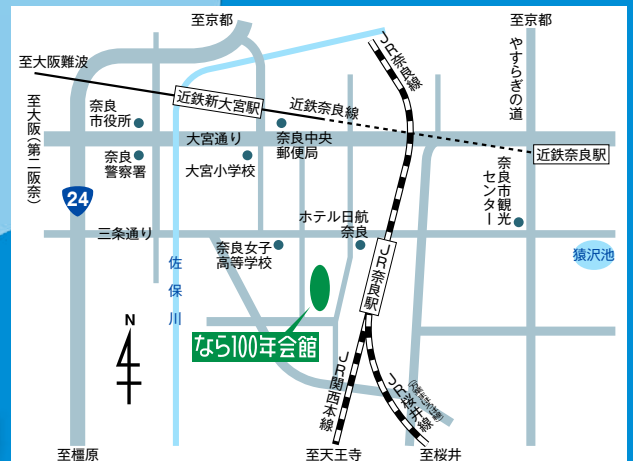 至京都
至京都
至大阪難波
近鉄新大宮駅
近鉄奈良線
JR奈良線
やすらぎの道
至大阪(第二阪奈)
奈良
市役所
大宮通り
奈良中央
郵便局
近鉄奈良駅
奈良
警察署
大宮小学校
奈良市観光
センター
24
三条通り
ホテル日航
奈良
奈良女子
高等学校
佐保川
JR奈良駅
猿沢池
N
なら100年会館
JR関西本線
JR桜井線
至橿原
至天王寺
至桜井